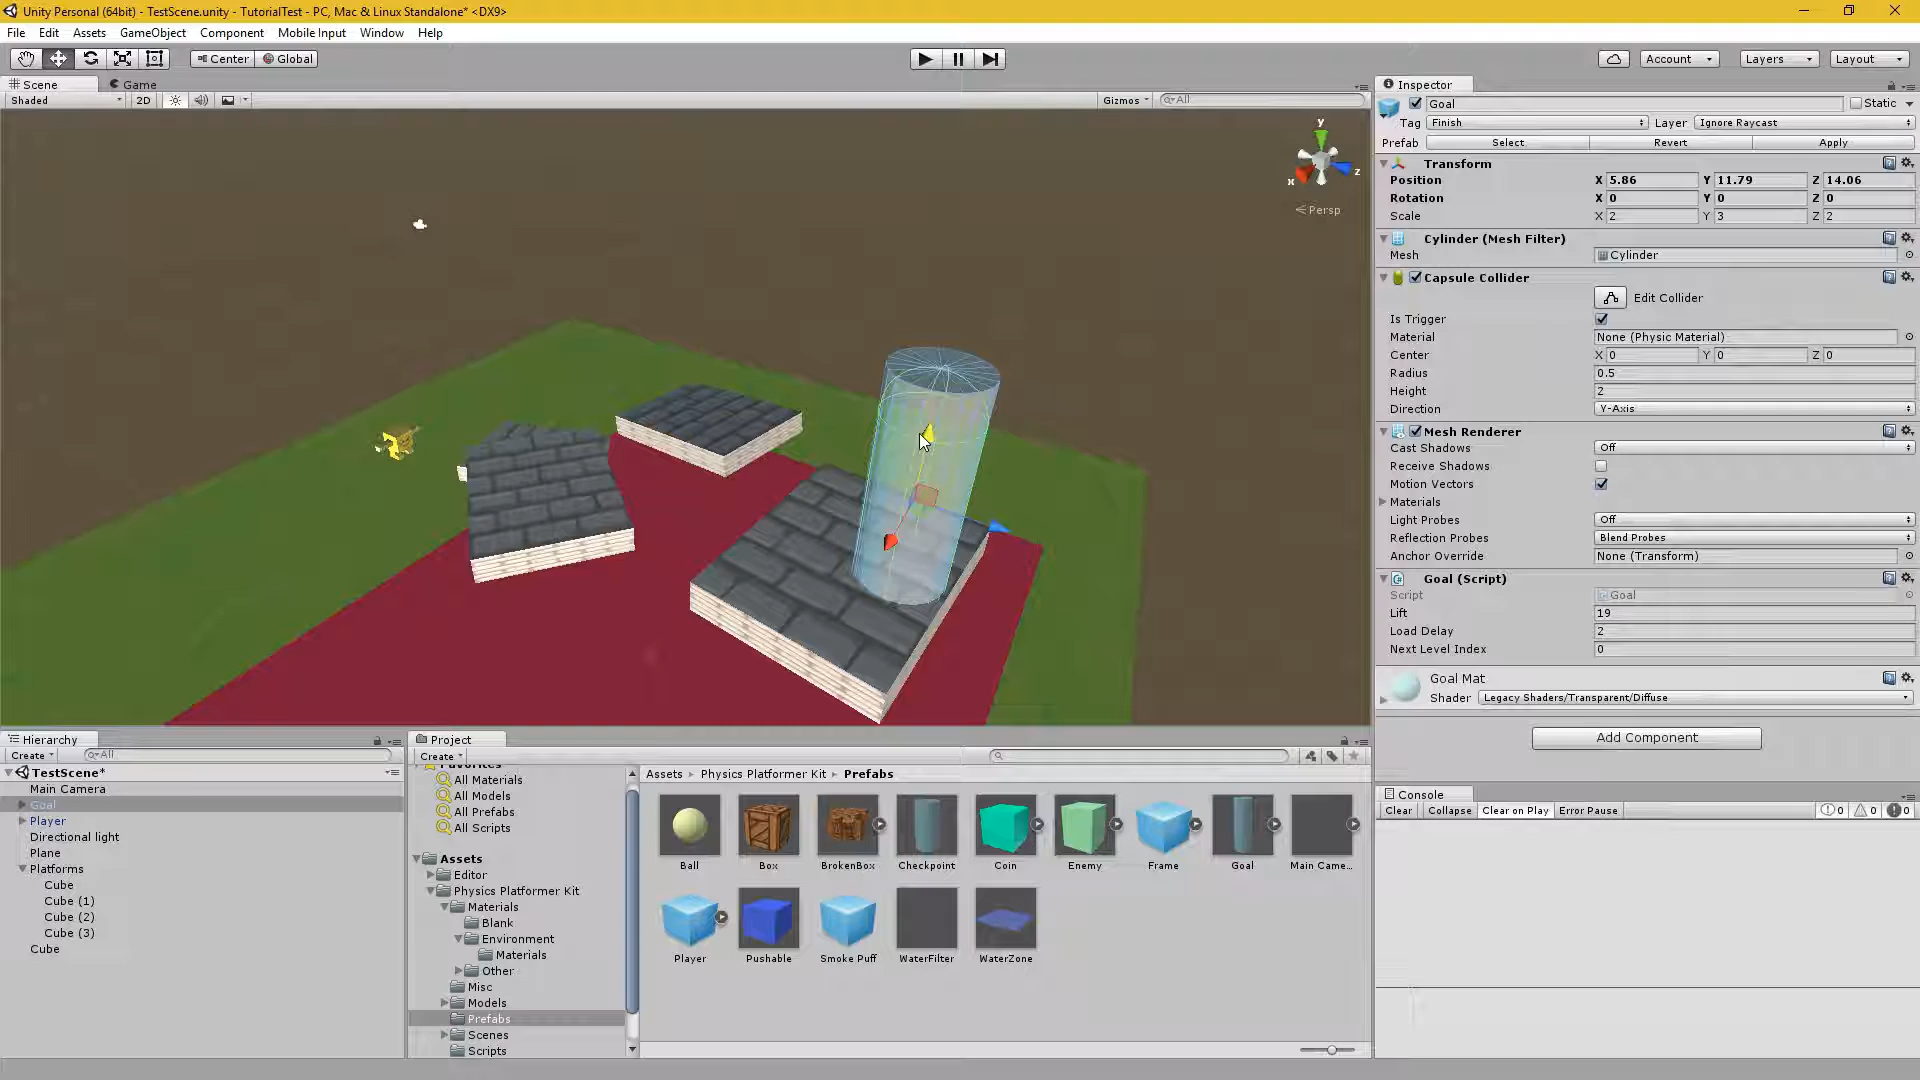 Unity Personal (64bit) - TestScene.unity - TutorialTest - PC, Mac & Linux Standalone* <DX9>
File Edit Assets GameObject Component Mobile Input Window Help
Center Global Account Layers Layout
Scene Game
Shaded 2D Gizmos All
y
x
z
Persp
Inspector
Goal Static
Tag Finish Layer Ignore Raycast
Prefab Select Revert Apply
Transform
Position X 5.86 Y 11.79 Z 14.06
Rotation X 0 Y 0 Z 0
Scale X 2 Y 3 Z 2
Cylinder (Mesh Filter)
Mesh Cylinder
Capsule Collider
Edit Collider
Is Trigger
Material None (Physic Material)
Center X 0 Y 0 Z 0
Radius 0.5
Height 2
Direction Y-Axis
Mesh Renderer
Cast Shadows Off
Receive Shadows
Motion Vectors
Materials
Light Probes Off
Reflection Probes Blend Probes
Anchor Override None (Transform)
Goal (Script)
Script Goal
Lift 19
Load Delay 2
Next Level Index 0
Goal Mat
Shader Legacy Shaders/Transparent/Diffuse
Add Component
Hierarchy
Create All
TestScene*
Main Camera
Goal
Player
Directional light
Plane
Platforms
Cube
Cube (1)
Cube (2)
Cube (3)
Cube
Project
Create
Favorites
All Materials
All Models
All Prefabs
All Scripts
Assets
Editor
Physics Platformer Kit
Materials
Blank
Environment
Materials
Other
Misc
Models
Prefabs
Scenes
Scripts
Assets Physics Platformer Kit Prefabs
Ball Box BrokenBox Checkpoint Coin Enemy Frame Goal Main Came...
Player Pushable Smoke Puff WaterFilter WaterZone
Console
Clear Collapse Clear on Play Error Pause 0 0 0